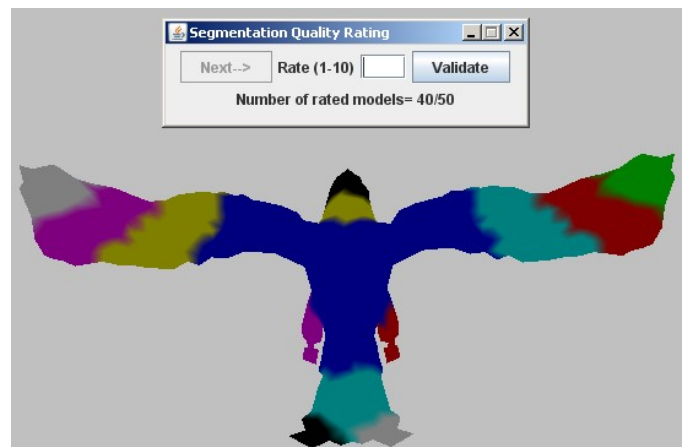 Segmentation Quality Rating
Next--> Rate (1-10) Validate
Number of rated models= 40/50